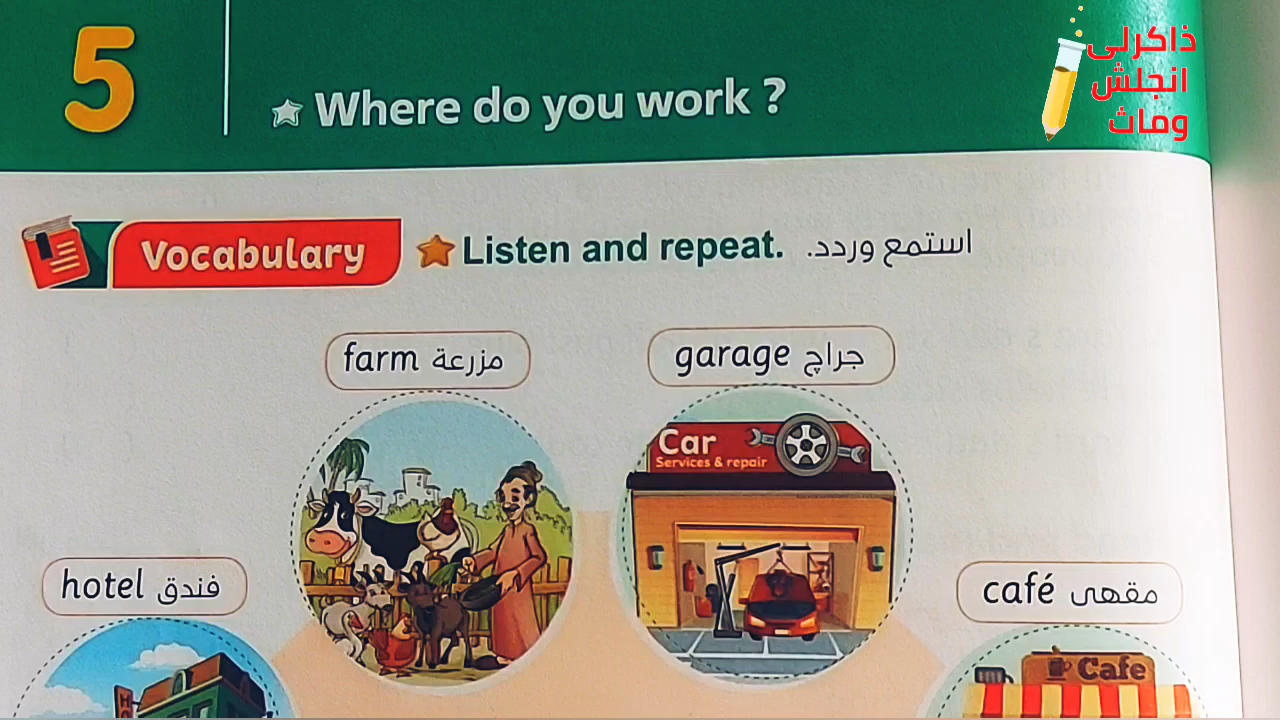 5
Where do you work ?
ذاكرلى
انجلش
وماث
Vocabulary
Listen and repeat. استمع وردد.
farm مزرعة
garage جراچ
Car
Services & repair
hotel فندق
café مقهى
Cafe